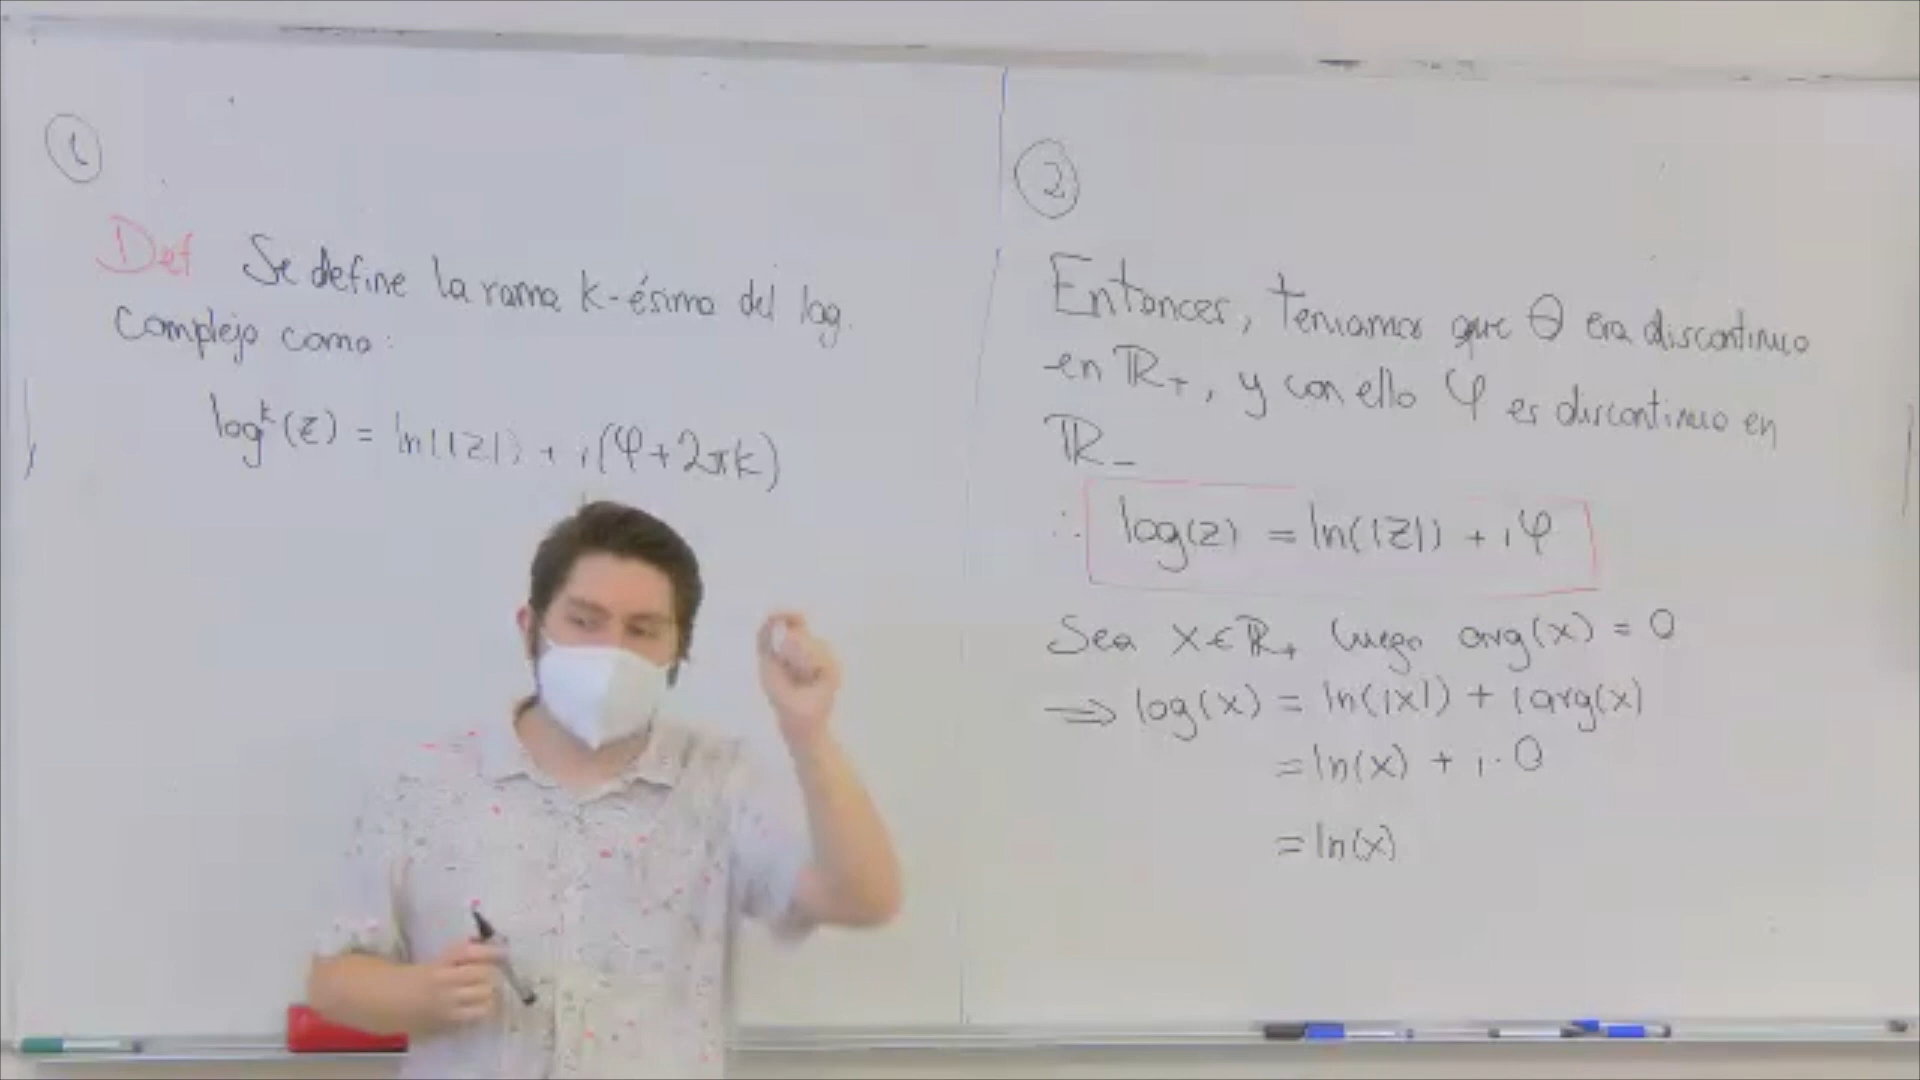 1
Def Se define la rama k-ésima del log.
Complejo como:
log^k(z) = ln(|z|) + i(φ+2πk)
2
Entonces, teniamos que θ era discontinuo
en ℝ₊, y con ello φ es discontinuo en
ℝ₋
∴ log(z) = ln(|z|) + iφ
Sea x∈ℝ₊ luego arg(x) = 0
⟹ log(x) = ln(|x|) + i arg(x)
= ln(x) + i·0
= ln(x)